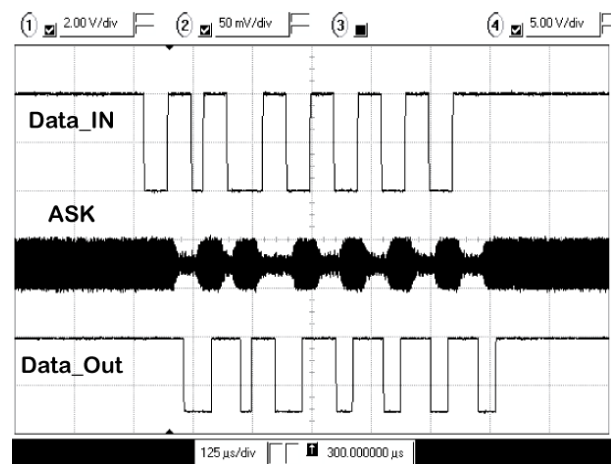 1 2.00 V/div 2 50 mV/div 3 4 5.00 V/div
Data_IN
ASK
Data_Out
125 µs/div 300.000000 µs